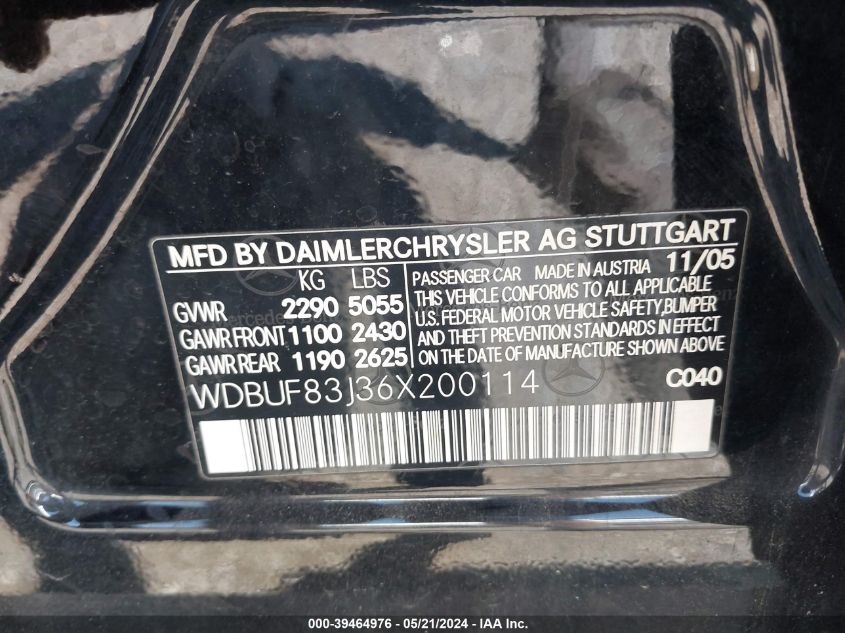 MFD BY DAIMLERCHRYSLER AG STUTTGART
KG LBS
GVWR 2290 5055
GAWR FRONT 1100 2430
GAWR REAR 1190 2625
PASSENGER CAR MADE IN AUSTRIA 11/05
THIS VEHICLE CONFORMS TO ALL APPLICABLE
U.S. FEDERAL MOTOR VEHICLE SAFETY, BUMPER
AND THEFT PREVENTION STANDARDS IN EFFECT
ON THE DATE OF MANUFACTURE SHOWN ABOVE
WDBUF83J36X200114 C040
000-39464976 - 05/21/2024 - © IAA Inc.